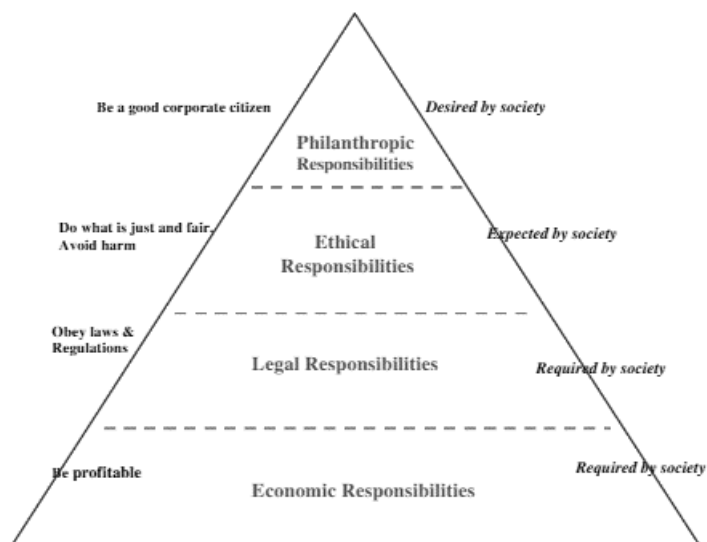 Be a good corporate citizen
Desired by society
Philanthropic
Responsibilities
Do what is just and fair.
Avoid harm
Expected by society
Ethical
Responsibilities
Obey laws &
Regulations
Legal Responsibilities
Required by society
Be profitable
Required by society
Economic Responsibilities